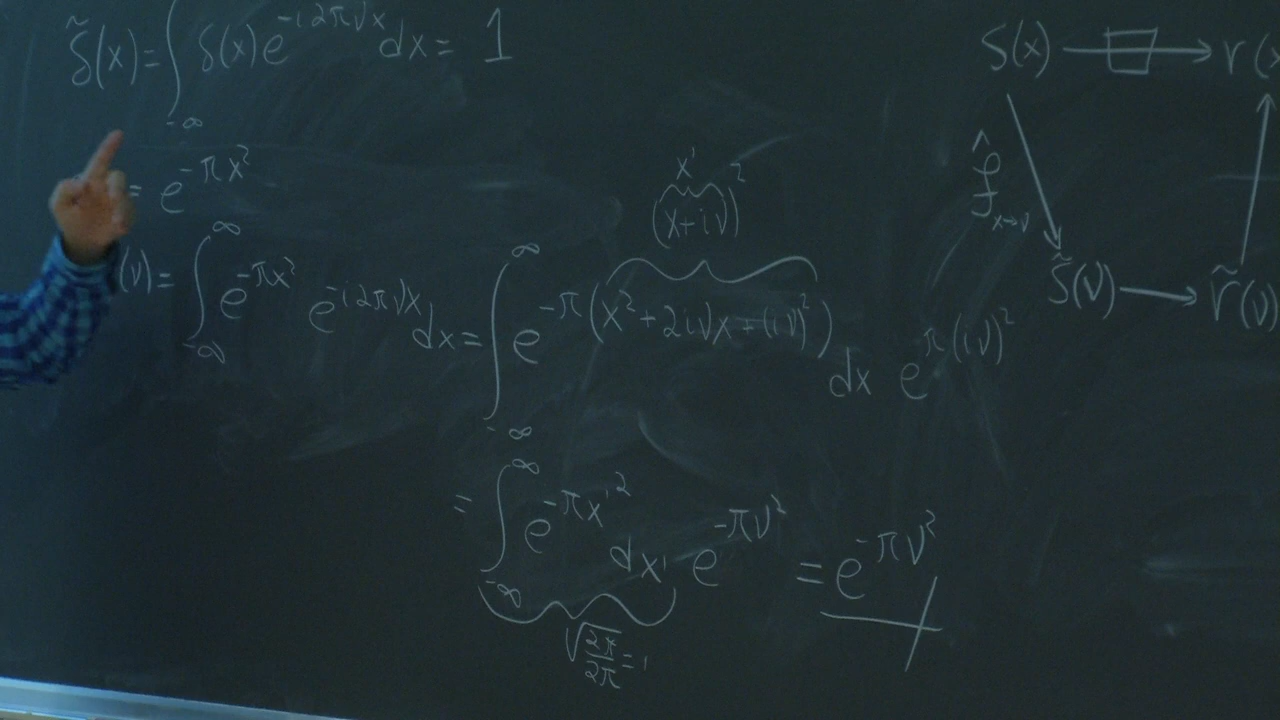 δ̃(x) = ∫_{-∞} δ(x) e^{-i2πνx} dx = 1
= e^{-πx²}
(ν) = ∫_{-∞}^{∞} e^{-πx²} e^{-i2πνx} dx = ∫_{-∞}^{∞} e^{-π(x² + 2iνx + (iν)²)} dx e^{π(iν)²}
x'
(x+iν)²
= ∫_{-∞}^{∞} e^{-πx'²} dx' e^{-πν²} = e^{-πν²}
√(2π/2π) = 1
S(x) → r(x
x→ν
S̃(ν) → r̃(ν)